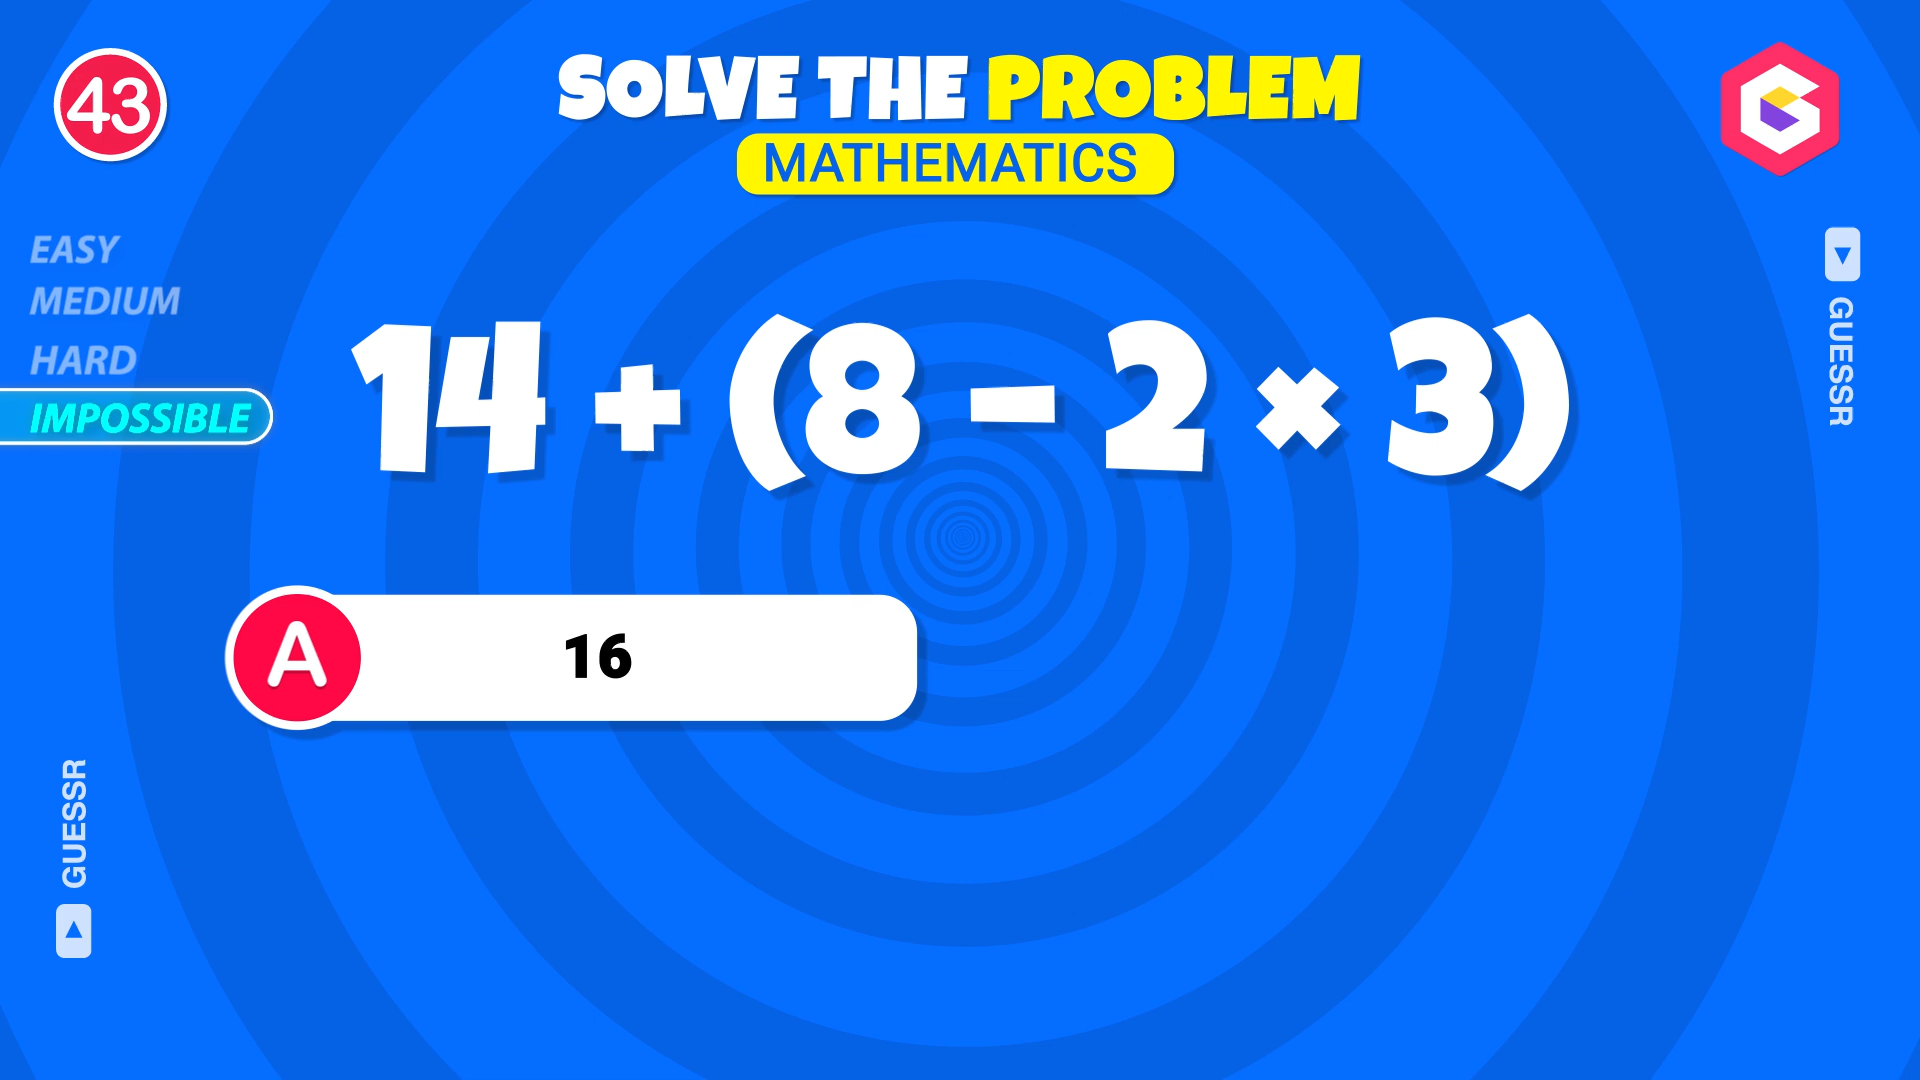 43
SOLVE THE PROBLEM
MATHEMATICS
EASY
MEDIUM
HARD
IMPOSSIBLE
14 + (8 − 2 × 3)
A 16
GUESSR
GUESSR